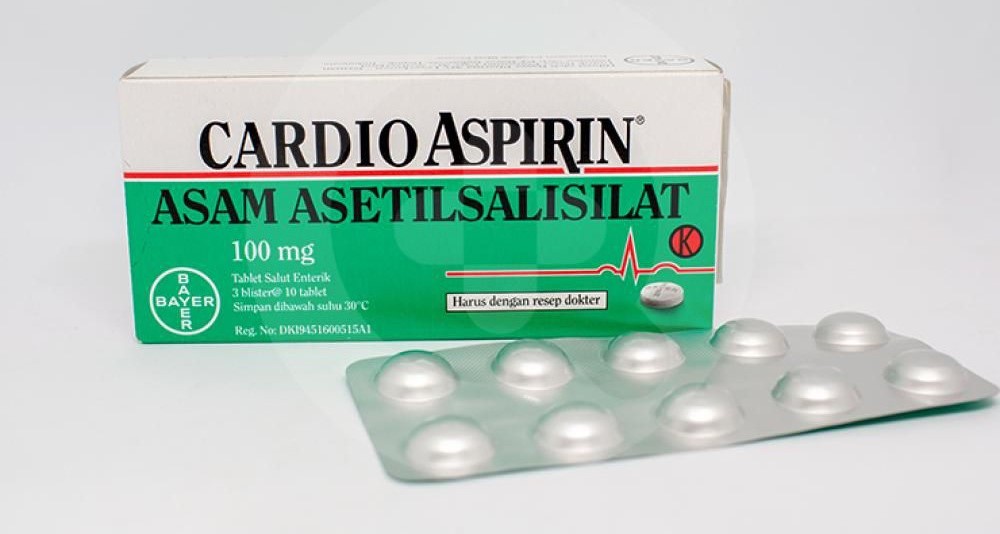 CARDIO ASPIRIN®
ASAM ASETILSALISILAT
100 mg
K
Tablet Salut Enterik
3 blister@ 10 tablet
Simpan dibawah suhu 30°C
Harus dengan resep dokter
BAYER
BAYER
Reg. No: DKI9451600515A1